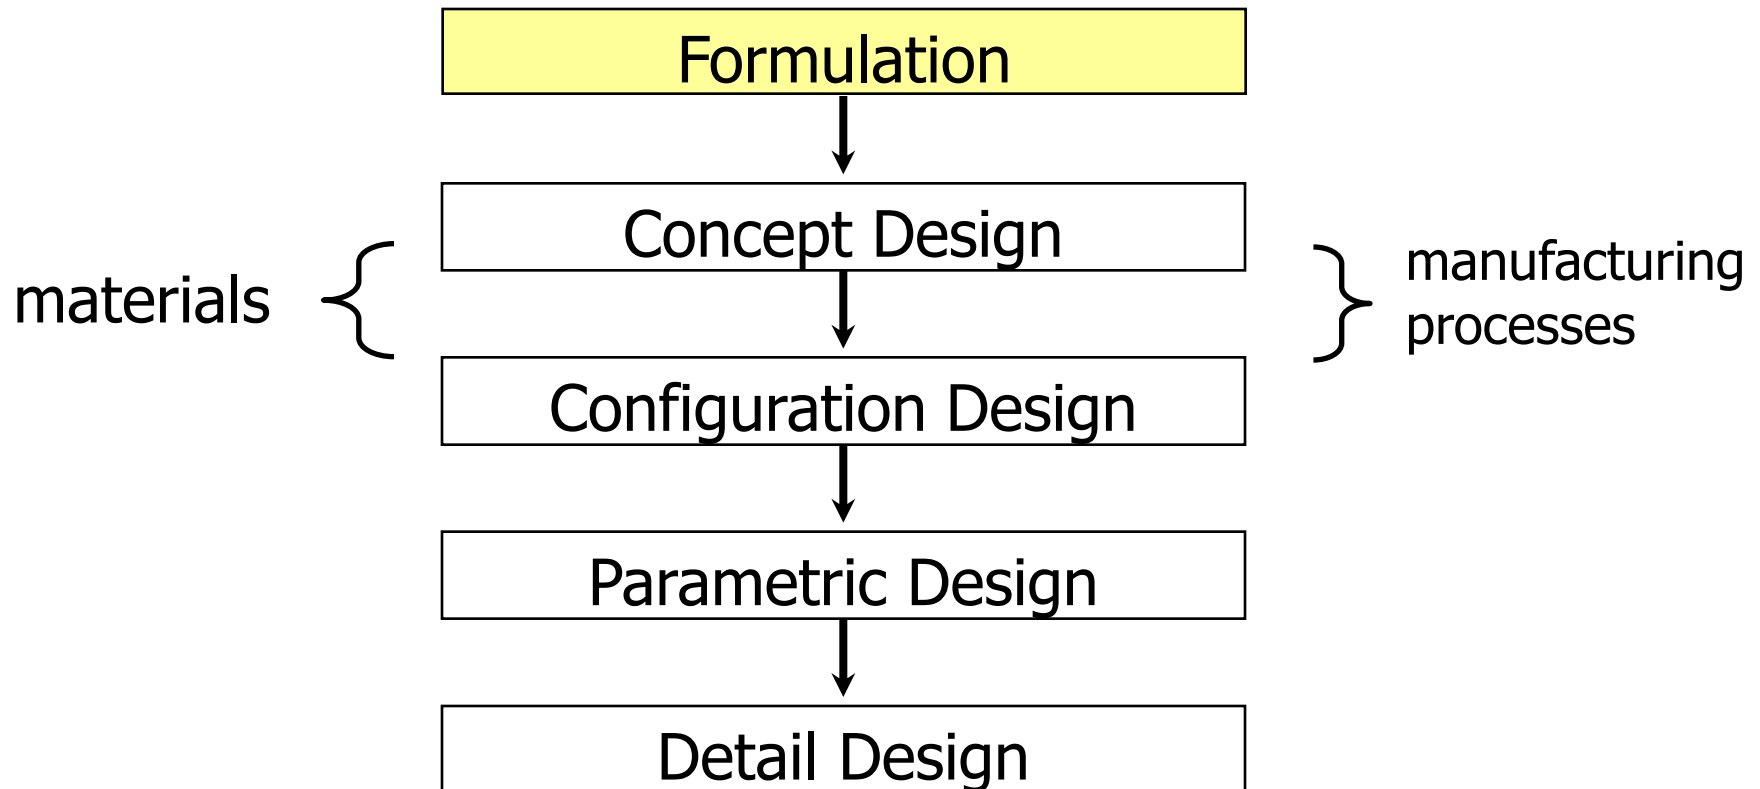 Formulation
Concept Design
materials
manufacturing
processes
Configuration Design
Parametric Design
Detail Design